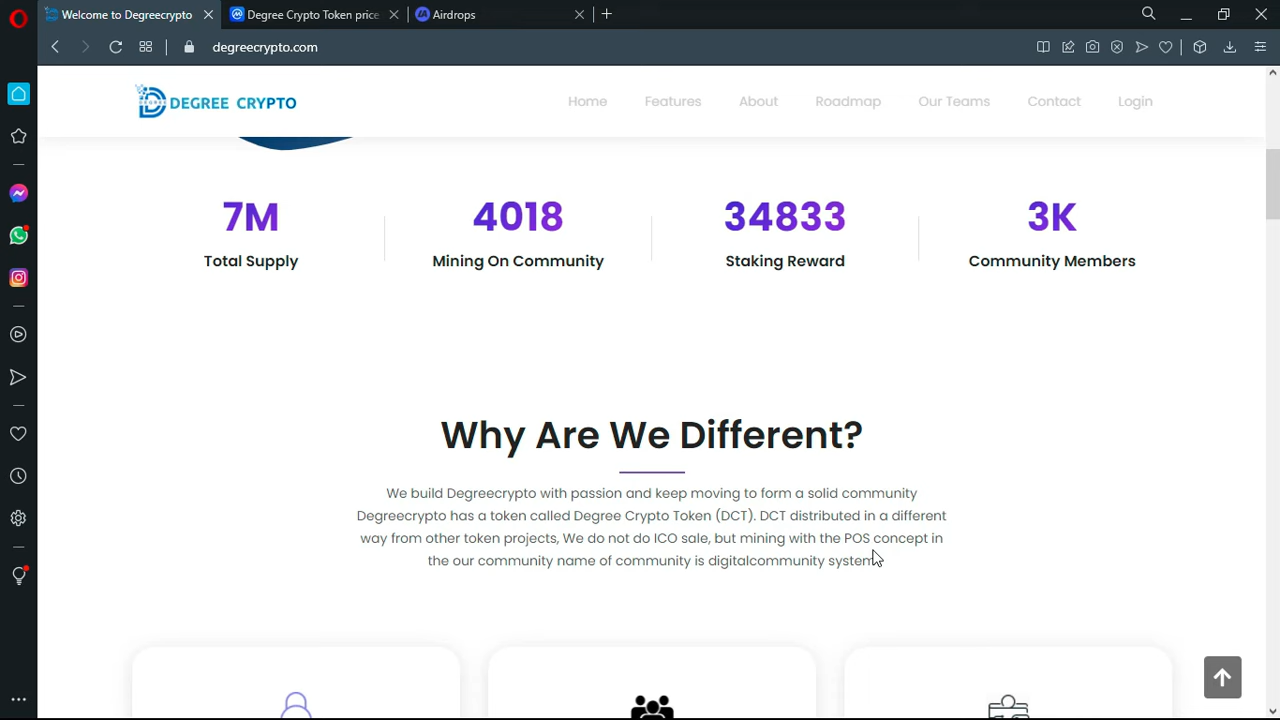 Welcome to Degreecrypto
Degree Crypto Token price
Airdrops
degreecrypto.com
DEGREE CRYPTO
Home
Features
About
Roadmap
Our Teams
Contact
Login
7M
4018
34833
3K
Total Supply
Mining On Community
Staking Reward
Community Members
Why Are We Different?
We build Degreecrypto with passion and keep moving to form a solid community
Degreecrypto has a token called Degree Crypto Token (DCT). DCT distributed in a different
way from other token projects, We do not do ICO sale, but mining with the POS concept in
the our community name of community is digitalcommunity system